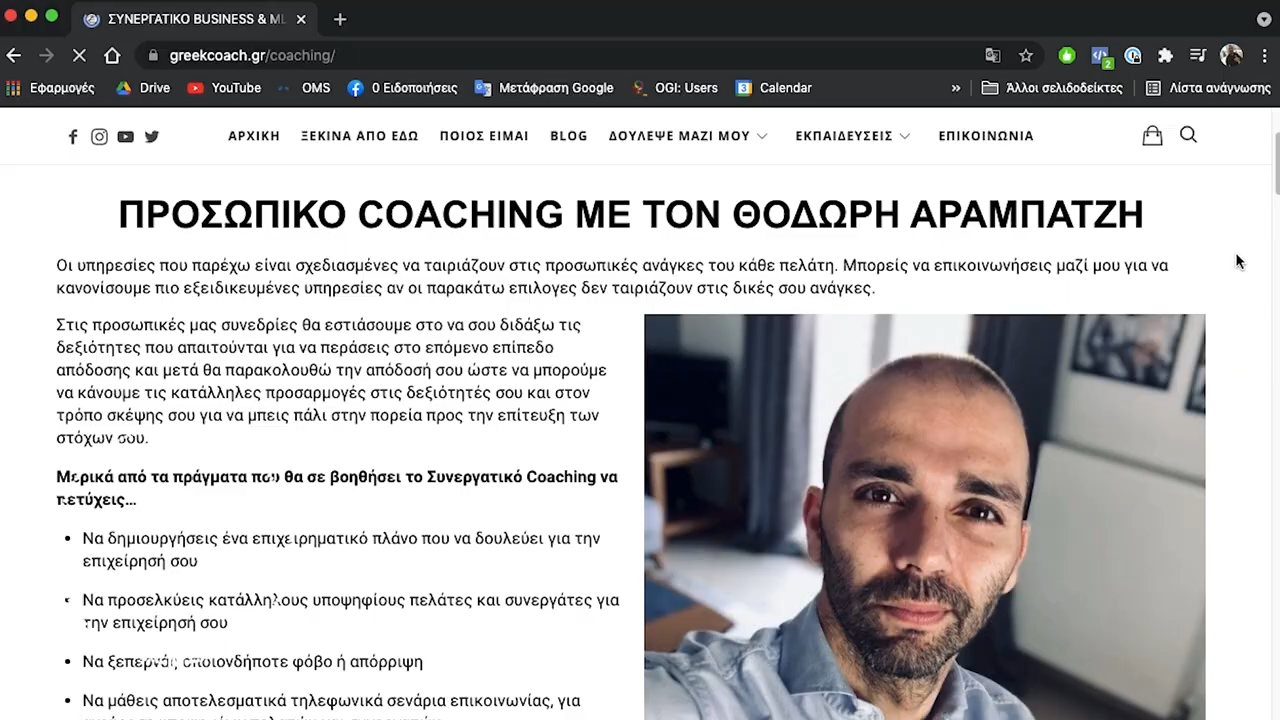 ΣΥΝΕΡΓΑΤΙΚΟ BUSINESS & ML
greekcoach.gr/coaching/
2
Εφαρμογές Drive YouTube OMS 0 Ειδοποιήσεις Μετάφραση Google OGI: Users 3 Calendar » Άλλοι σελιδοδείκτες Λίστα ανάγνωσης
ΑΡΧΙΚΗ ΞΕΚΙΝΑ ΑΠΟ ΕΔΩ ΠΟΙΟΣ ΕΙΜΑΙ BLOG ΔΟΥΛΕΨΕ ΜΑΖΙ ΜΟΥ ΕΚΠΑΙΔΕΥΣΕΙΣ ΕΠΙΚΟΙΝΩΝΙΑ
ΠΡΟΣΩΠΙΚΟ COACHING ΜΕ ΤΟΝ ΘΟΔΩΡΗ ΑΡΑΜΠΑΤΖΗ
Οι υπηρεσίες που παρέχω είναι σχεδιασμένες να ταιριάζουν στις προσωπικές ανάγκες του κάθε πελάτη. Μπορείς να επικοινωνήσεις μαζί μου για να
κανονίσουμε πιο εξειδικευμένες υπηρεσίες αν οι παρακάτω επιλογες δεν ταιριάζουν στις δικές σου ανάγκες.
Στις προσωπικές μας συνεδρίες θα εστιάσουμε στο να σου διδάξω τις
δεξιότητες που απαιτούνται για να περάσεις στο επόμενο επίπεδο
απόδοσης και μετά θα παρακολουθώ την απόδοσή σου ώστε να μπορούμε
να κάνουμε τις κατάλληλες προσαρμογές στις δεξιότητές σου και στον
τρόπο σκέψης σου για να μπεις πάλι στην πορεία προς την επίτευξη των
στόχων σου.
Μερικά από τα πράγματα που θα σε βοηθήσει το Συνεργατικό Coaching να
πετύχεις...
• Να δημιουργήσεις ένα επιχειρηματικό πλάνο που να δουλεύει για την
επιχείρησή σου
• Να προσελκύεις κατάλληλους υποψηφίους πελάτες και συνεργάτες για
την επιχείρησή σου
• Να ξεπερνάς οποιονδήποτε φόβο ή απόρριψη
• Να μάθεις αποτελεσματικά τηλεφωνικά σενάρια επικοινωνίας, για